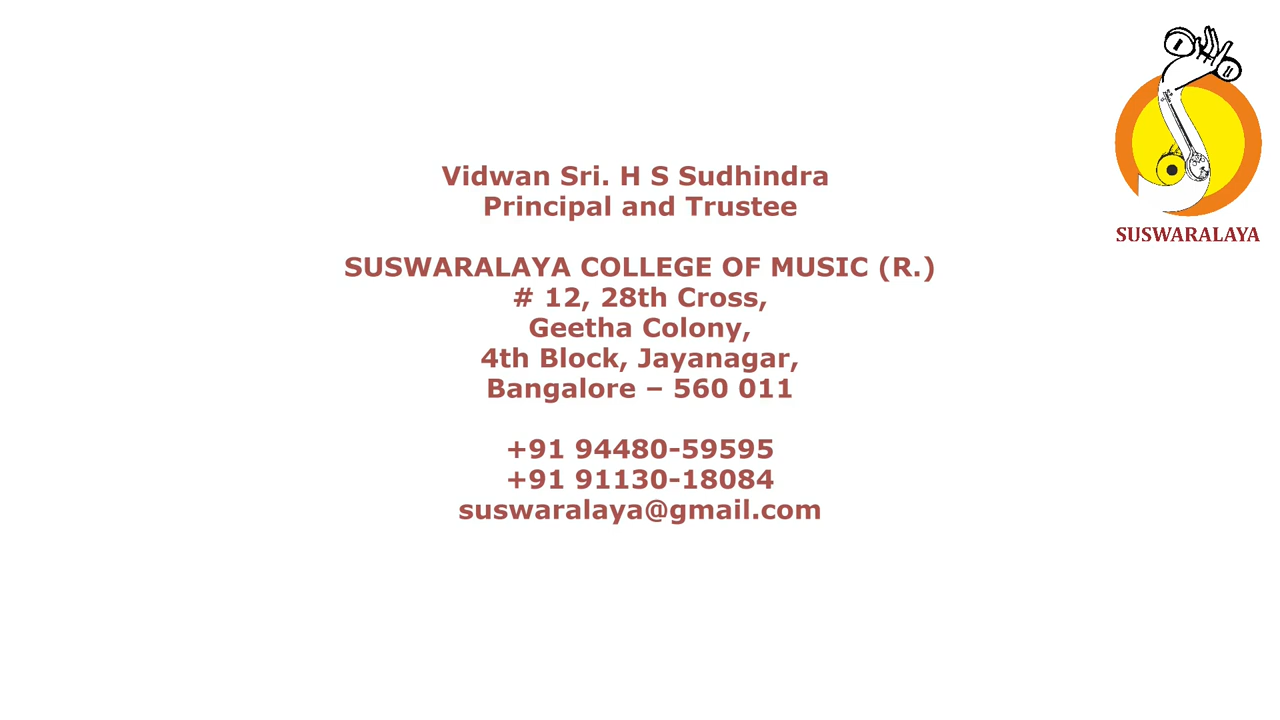 Vidwan Sri. H S Sudhindra
Principal and Trustee
SUSWARALAYA COLLEGE OF MUSIC (R.)
# 12, 28th Cross,
Geetha Colony,
4th Block, Jayanagar,
Bangalore – 560 011
+91 94480-59595
+91 91130-18084
suswaralaya@gmail.com
SUSWARALAYA